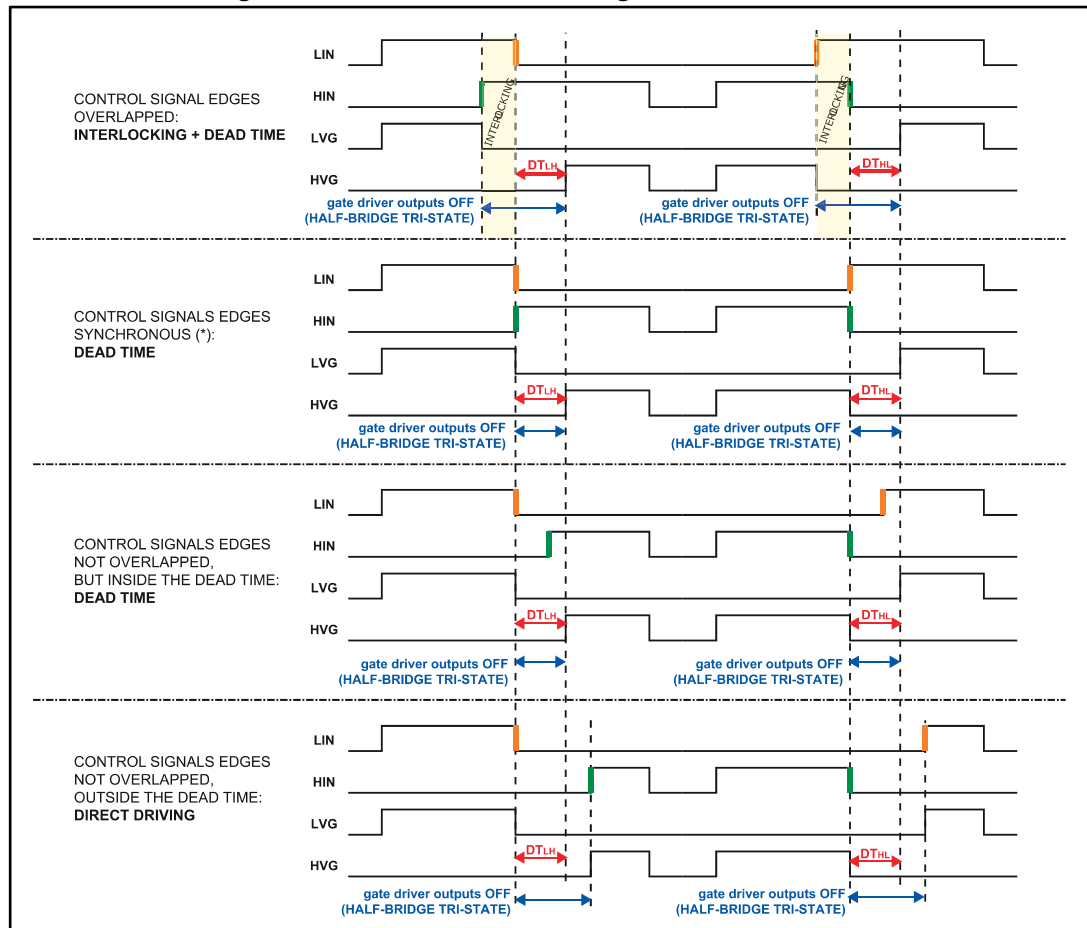 LIN
HIN
LVG
HVG
CONTROL SIGNAL EDGES
OVERLAPPED:
INTERLOCKING + DEAD TIME
INTERLOCKING
INTERLOCKING
DTLH
DTHL
gate driver outputs OFF
(HALF-BRIDGE TRI-STATE)
gate driver outputs OFF
(HALF-BRIDGE TRI-STATE)
LIN
HIN
LVG
HVG
CONTROL SIGNALS EDGES
SYNCHRONOUS (*):
DEAD TIME
DTLH
DTHL
gate driver outputs OFF
(HALF-BRIDGE TRI-STATE)
gate driver outputs OFF
(HALF-BRIDGE TRI-STATE)
LIN
HIN
LVG
HVG
CONTROL SIGNALS EDGES
NOT OVERLAPPED,
BUT INSIDE THE DEAD TIME:
DEAD TIME
DTLH
DTHL
gate driver outputs OFF
(HALF-BRIDGE TRI-STATE)
gate driver outputs OFF
(HALF-BRIDGE TRI-STATE)
LIN
HIN
LVG
HVG
CONTROL SIGNALS EDGES
NOT OVERLAPPED,
OUTSIDE THE DEAD TIME:
DIRECT DRIVING
DTLH
DTHL
gate driver outputs OFF
(HALF-BRIDGE TRI-STATE)
gate driver outputs OFF
(HALF-BRIDGE TRI-STATE)